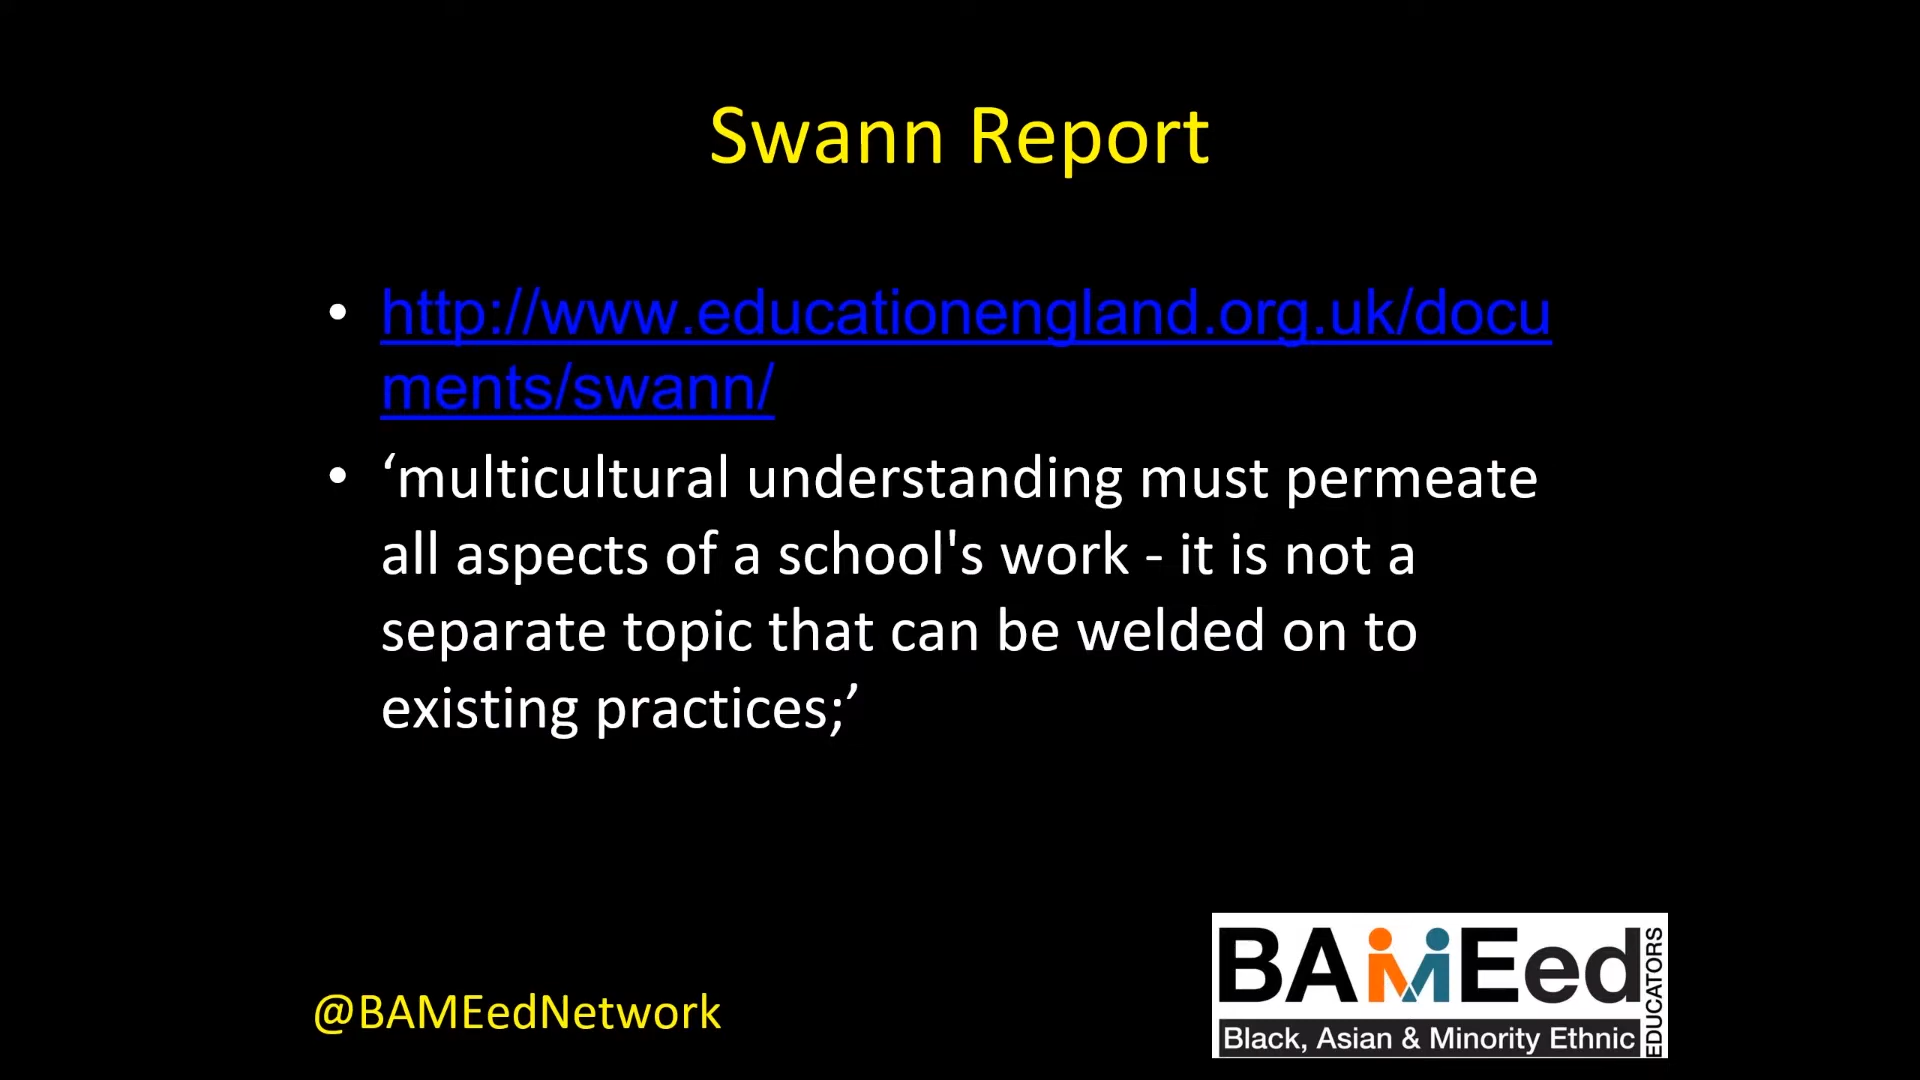 Swann Report
• http://www.educationengland.org.uk/docu
ments/swann/
• ‘multicultural understanding must permeate
all aspects of a school's work - it is not a
separate topic that can be welded on to
existing practices;’
@BAMEedNetwork
BAMEed
Black, Asian & Minority Ethnic
EDUCATORS